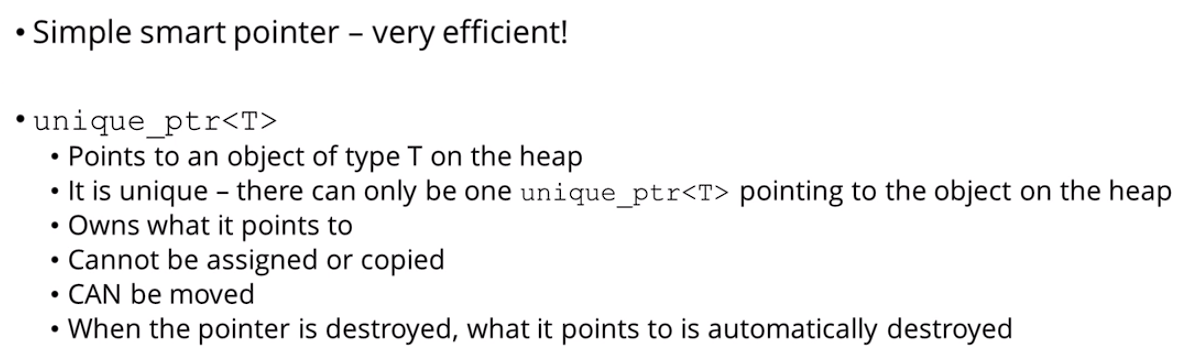 • Simple smart pointer – very efficient!
• unique_ptr<T>
• Points to an object of type T on the heap
• It is unique – there can only be one unique_ptr<T> pointing to the object on the heap
• Owns what it points to
• Cannot be assigned or copied
• CAN be moved
• When the pointer is destroyed, what it points to is automatically destroyed